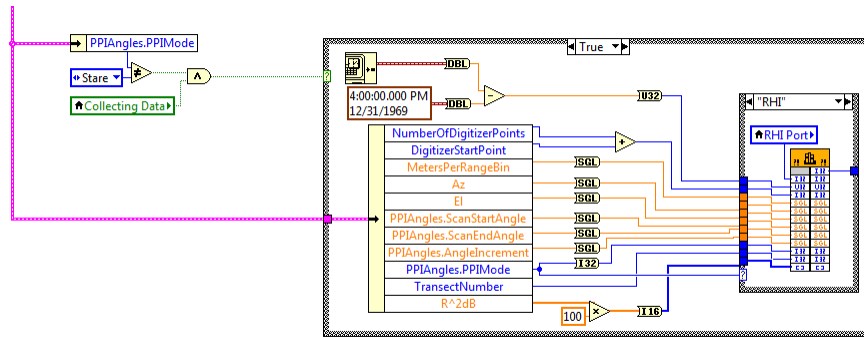 PPIAngles.PPIMode
Stare
Collecting Data
True
DBL
4:00:00.000 PM
12/31/1969
DBL
U32
NumberOfDigitizerPoints
DigitizerStartPoint
MetersPerRangeBin
Az
El
PPIAngles.ScanStartAngle
PPIAngles.ScanEndAngle
PPIAngles.AngleIncrement
PPIAngles.PPIMode
TransectNumber
R^2dB
SGL
SGL
SGL
SGL
SGL
SGL
I32
100
I16
"RHI"
RHI Port